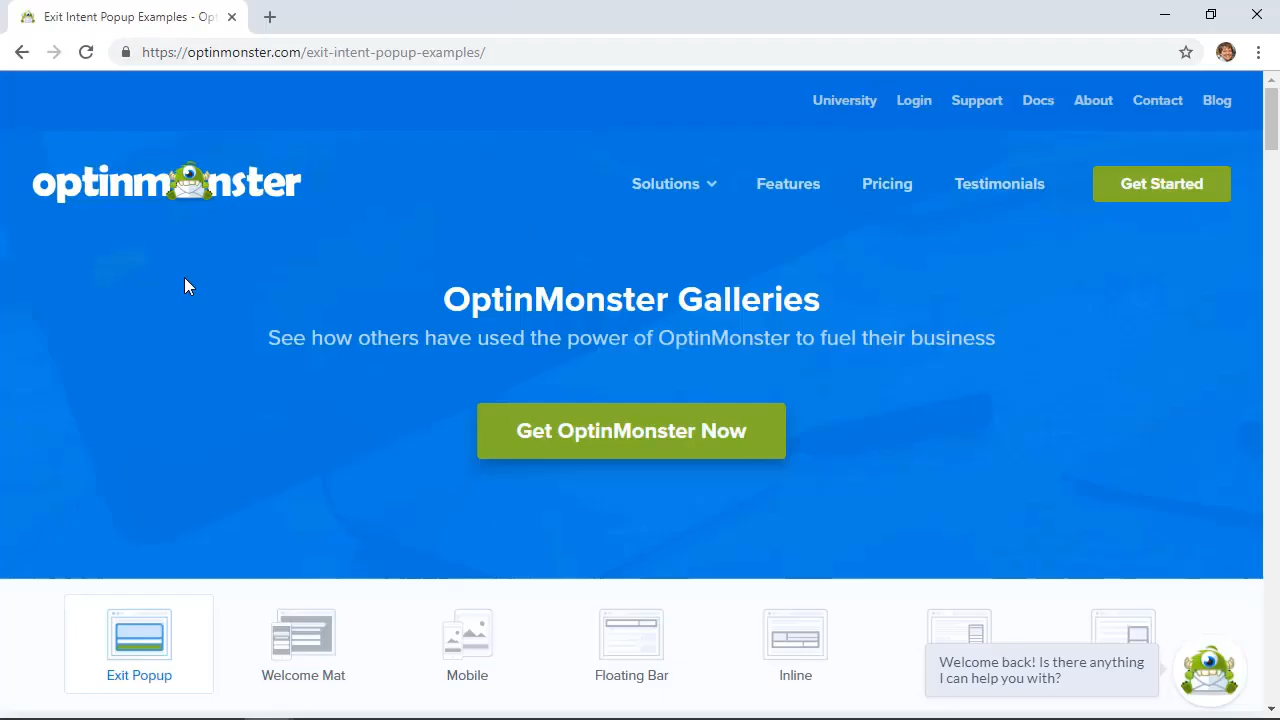 Exit Intent Popup Examples - Opt
https://optinmonster.com/exit-intent-popup-examples/
University Login Support Docs About Contact Blog
optinmonster
Solutions Features Pricing Testimonials Get Started
OptinMonster Galleries
See how others have used the power of OptinMonster to fuel their business
Get OptinMonster Now
Exit Popup Welcome Mat Mobile Floating Bar Inline
Welcome back! Is there anything
I can help you with?